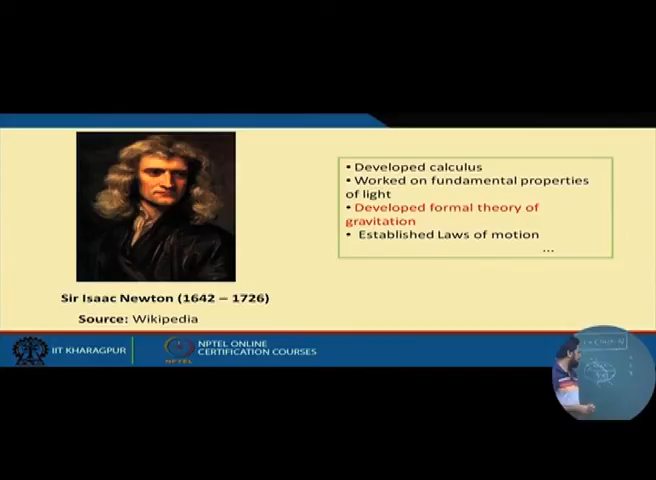 • Developed calculus
• Worked on fundamental properties
of light
• Developed formal theory of
gravitation
• Established Laws of motion
...
Sir Isaac Newton (1642 – 1726)
Source: Wikipedia
IIT KHARAGPUR
NPTEL
NPTEL ONLINE
CERTIFICATION COURSES